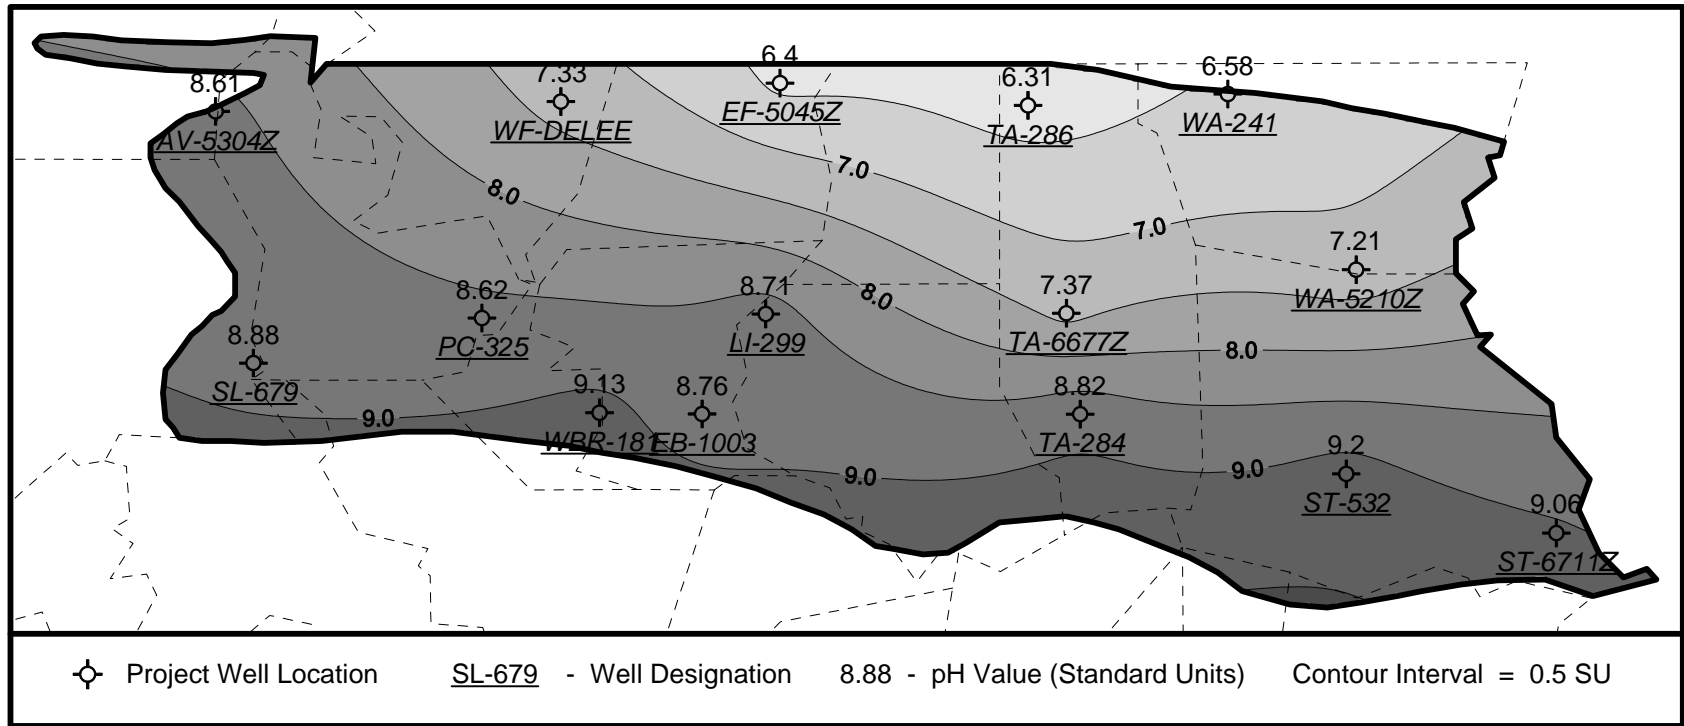 6.4
7.33
6.31
6.58
8.61
EF-5045Z
WF-DELEE
TA-286
WA-241
AV-5304Z
7.0
8.0
7.0
7.21
8.62
8.71
8.0
7.37
WA-5210Z
8.88
PC-325
LI-299
TA-6677Z
8.0
SL-679
9.13
8.76
8.82
9.0
WBR-181
EB-1003
TA-284
9.0
9.0
9.2
ST-532
9.06
ST-6711Z
Project Well Location SL-679 - Well Designation 8.88 - pH Value (Standard Units) Contour Interval = 0.5 SU